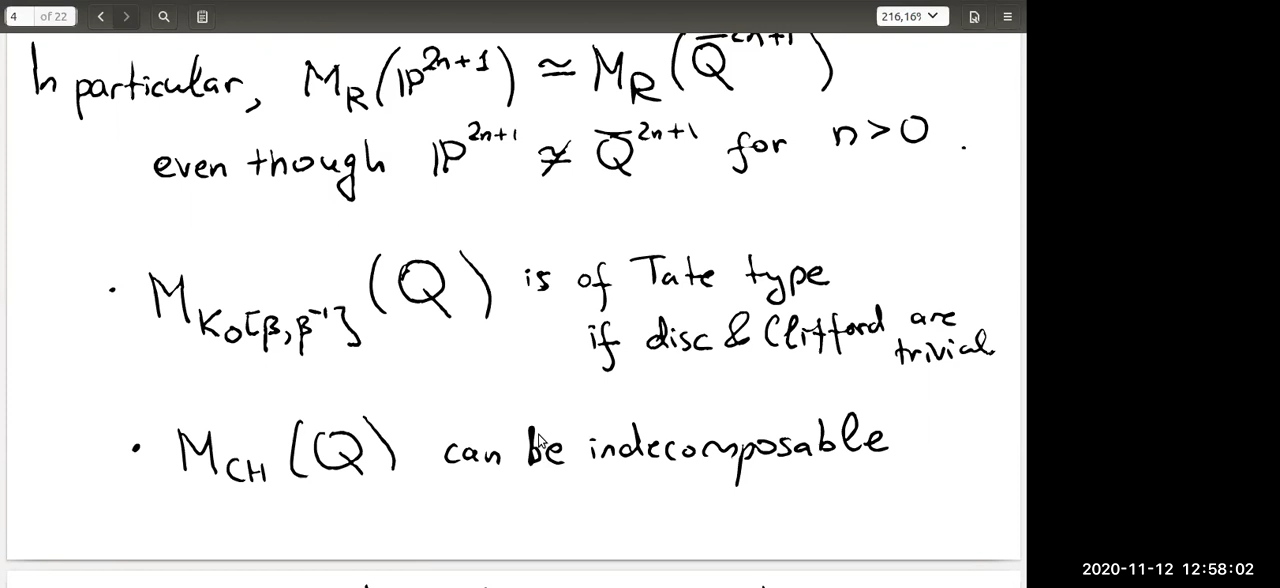 4 of 22 216,16%
In particular, M_R(ℙ^{2n+1}) ≃ M_R(Q̄^{2n+1})
even though ℙ^{2n+1} ≄ Q̄^{2n+1} for n > 0 .
· M_{K_0[β,β^{-1}]}(Q) is of Tate type
if disc & Clifford are trivial.
· M_{CH}(Q) can be indecomposable
2020-11-12 12:58:02